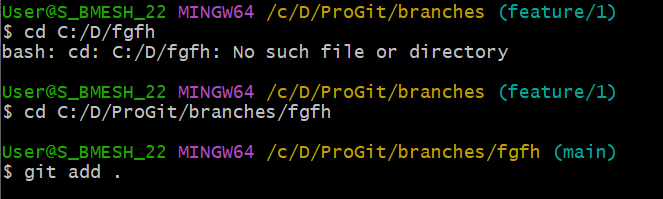 User@S_BMESH_22 MINGW64 /c/D/ProGit/branches (feature/1)
$ cd C:/D/fgfh
bash: cd: C:/D/fgfh: No such file or directory
User@S_BMESH_22 MINGW64 /c/D/ProGit/branches (feature/1)
$ cd C:/D/ProGit/branches/fgfh
User@S_BMESH_22 MINGW64 /c/D/ProGit/branches/fgfh (main)
$ git add .